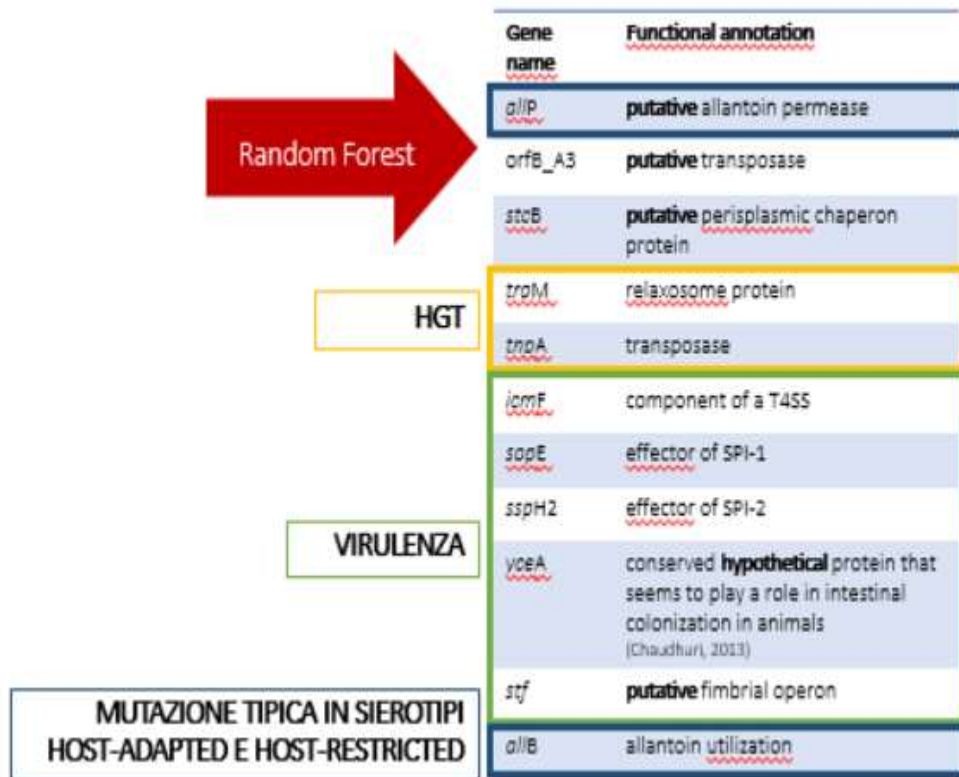 Gene name
Functional annotation
allP
putative allantoin permease
Random Forest
orfB_A3
putative transposase
stcB
putative perisplasmic chaperon
protein
HGT
traM
relaxosome protein
tnpA
transposase
icmF
component of a T4SS
sopE
effector of SPI-1
sspH2
effector of SPI-2
VIRULENZA
yceA
conserved hypothetical protein that
seems to play a role in intestinal
colonization in animals
(Chaudhuri, 2013)
stf
putative fimbrial operon
MUTAZIONE TIPICA IN SIEROTIPI
HOST-ADAPTED E HOST-RESTRICTED
allB
allantoin utilization